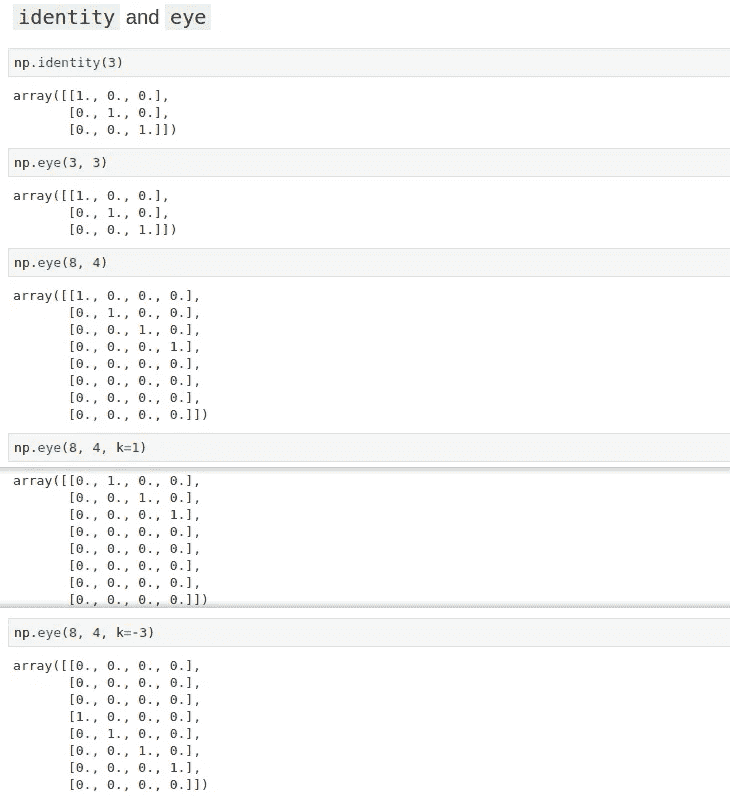 identity and eye
np.identity(3)
array([[1., 0., 0.],
       [0., 1., 0.],
       [0., 0., 1.]])
np.eye(3, 3)
array([[1., 0., 0.],
       [0., 1., 0.],
       [0., 0., 1.]])
np.eye(8, 4)
array([[1., 0., 0., 0.],
       [0., 1., 0., 0.],
       [0., 0., 1., 0.],
       [0., 0., 0., 1.],
       [0., 0., 0., 0.],
       [0., 0., 0., 0.],
       [0., 0., 0., 0.],
       [0., 0., 0., 0.]])
np.eye(8, 4, k=1)
array([[0., 1., 0., 0.],
       [0., 0., 1., 0.],
       [0., 0., 0., 1.],
       [0., 0., 0., 0.],
       [0., 0., 0., 0.],
       [0., 0., 0., 0.],
       [0., 0., 0., 0.],
       [0., 0., 0., 0.]])
np.eye(8, 4, k=-3)
array([[0., 0., 0., 0.],
       [0., 0., 0., 0.],
       [0., 0., 0., 0.],
       [1., 0., 0., 0.],
       [0., 1., 0., 0.],
       [0., 0., 1., 0.],
       [0., 0., 0., 1.],
       [0., 0., 0., 0.]])